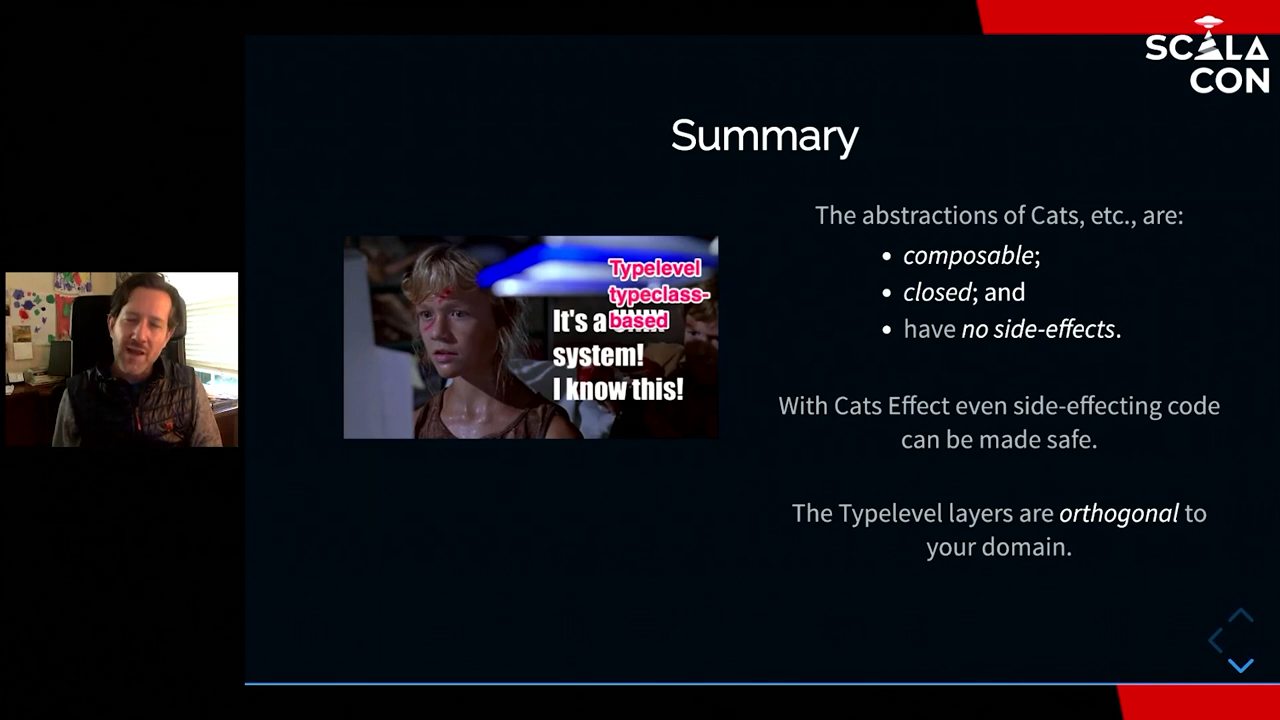 SCALA
CON
Summary
The abstractions of Cats, etc., are:
• composable;
• closed; and
• have no side-effects.
With Cats Effect even side-effecting code
can be made safe.
The Typelevel layers are orthogonal to
your domain.
Typelevel
typeclass-
It's a based
system!
I know this!